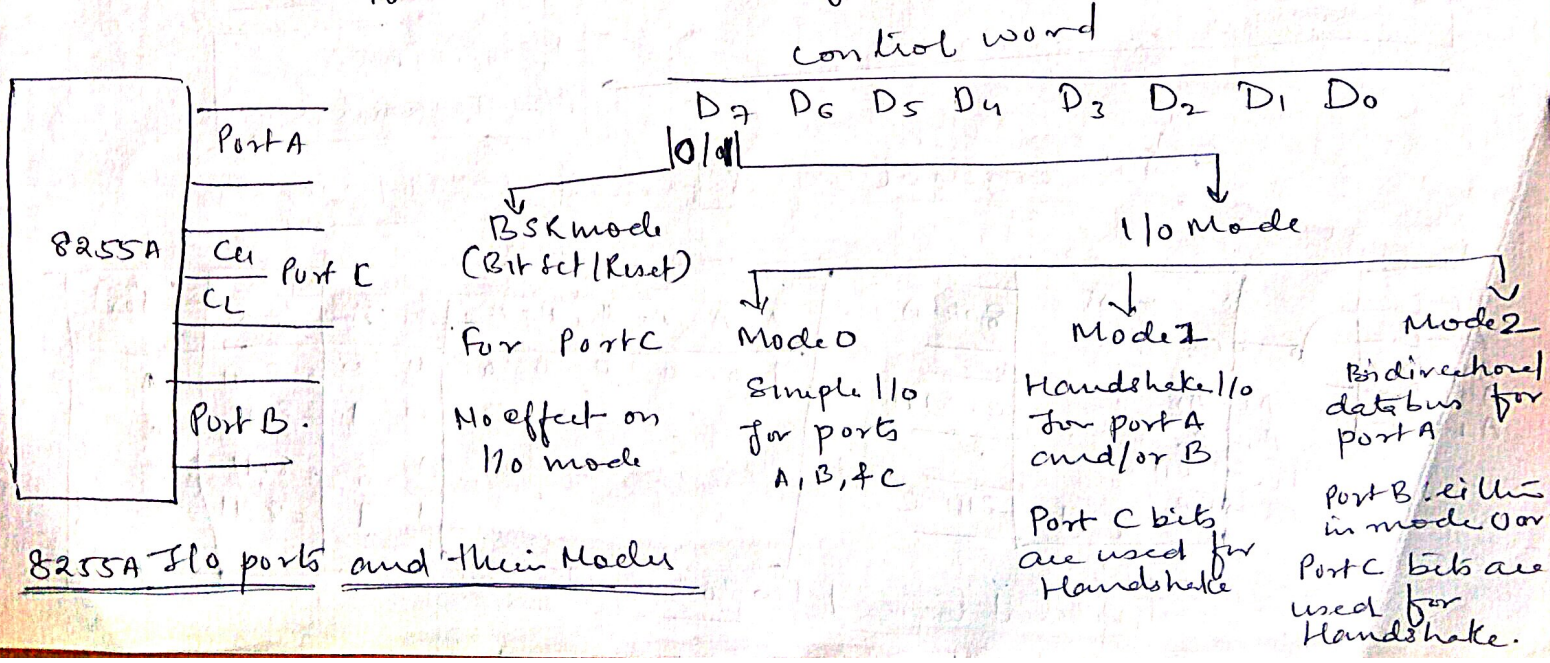 control word
D7 D6 D5 D4 D3 D2 D1 D0
0/1
8255A
Port A
CU
Port C
CL
Port B.
BSR mode
(Bit Set/Reset)
For Port C
No effect on
I/O mode
I/O Mode
Mode 0
Simple I/O
for ports
A, B, & C
Mode 1
Handshake I/O
for port A
and/or B
Port C bits
are used for
Handshake
Mode 2
Bidirectional
data bus for
port A
Port B either
in mode 0 or
Port C bits are
used for
Handshake.
8255A I/O ports and their Modes